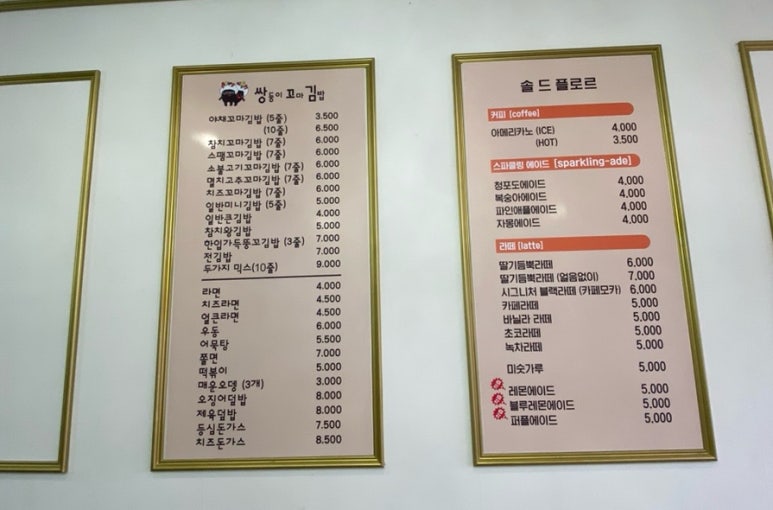 쌍둥이 꼬마김밥
야채꼬마김밥 (5줄) 3.500
(10줄) 6.500
참치꼬마김밥 (7줄) 6.000
스팸꼬마김밥 (7줄) 6.000
소불고기꼬마김밥 (7줄) 6.000
멸치고추꼬마김밥 (7줄) 6.000
치즈꼬마김밥 (7줄) 6.000
일반미니김밥 (5줄) 5.000
일반큰김밥 4.000
참치왕김밥 5.000
한입가득뚱꼬김밥 (3줄) 7.000
전김밥 7.000
두가지 믹스(10줄) 9.000
라면 4.000
치즈라면 4.500
얼큰라면 4.500
우동 6.000
어묵탕 5.500
쫄면 7.000
떡볶이 5.000
매운오뎅 (3개) 3.000
오징어덮밥 8.000
제육덮밥 8.000
등심돈가스 7.500
치즈돈가스 8.500
솔드플로르
커피 [coffee]
아메리카노 (ICE) 4,000
(HOT) 3.500
스파클링 에이드 [sparkling-ade]
청포도에이드 4,000
복숭아에이드 4,000
파인애플에이드 4,000
자몽에이드 4,000
라떼 [latte]
딸기듬뿍라떼 6,000
딸기듬뿍라떼 (얼음없이) 7,000
시그니처 블랙라떼 (카페모카) 6,000
카페라떼 5,000
바닐라 라떼 5,000
초코라떼 5,000
녹차라떼 5,000
미숫가루 5,000
레몬에이드 5,000
블루레몬에이드 5,000
퍼플에이드 5,000